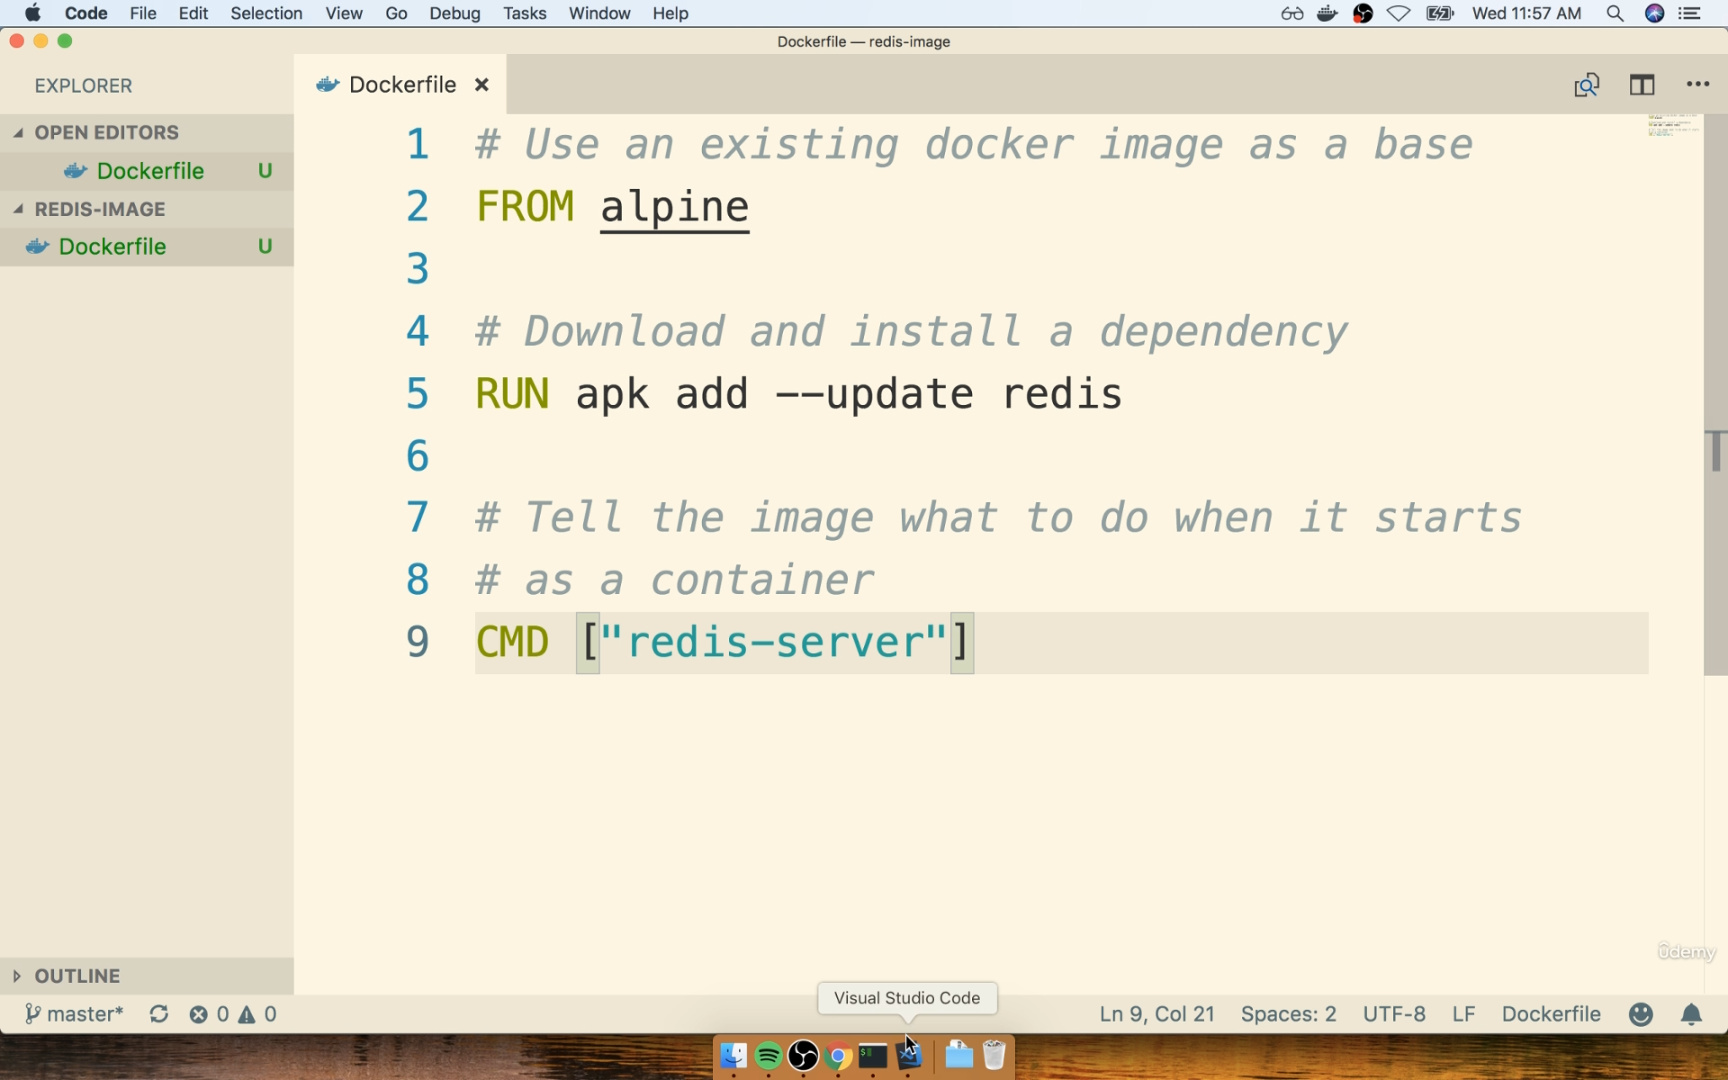 Code File Edit Selection View Go Debug Tasks Window Help Wed 11:57 AM
Dockerfile — redis-image
EXPLORER
Dockerfile
OPEN EDITORS
Dockerfile U
REDIS-IMAGE
Dockerfile U
1 # Use an existing docker image as a base
2 FROM alpine
3
4 # Download and install a dependency
5 RUN apk add --update redis
6
7 # Tell the image what to do when it starts
8 # as a container
9 CMD ["redis-server"]
ûdemy
OUTLINE
Visual Studio Code
master* 0 0 Ln 9, Col 21 Spaces: 2 UTF-8 LF Dockerfile